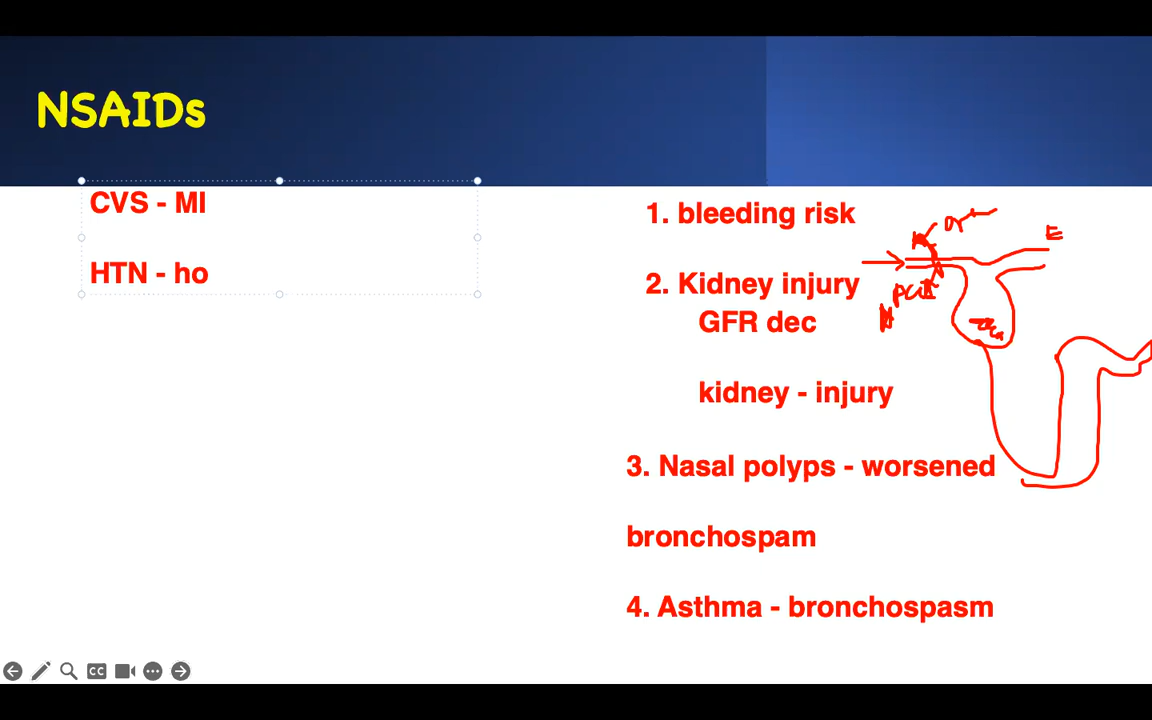 NSAIDs
CVS - MI
HTN - ho
1. bleeding risk
2. Kidney injury
GFR dec
kidney - injury
3. Nasal polyps - worsened
bronchospam
4. Asthma - bronchospasm
E
CC